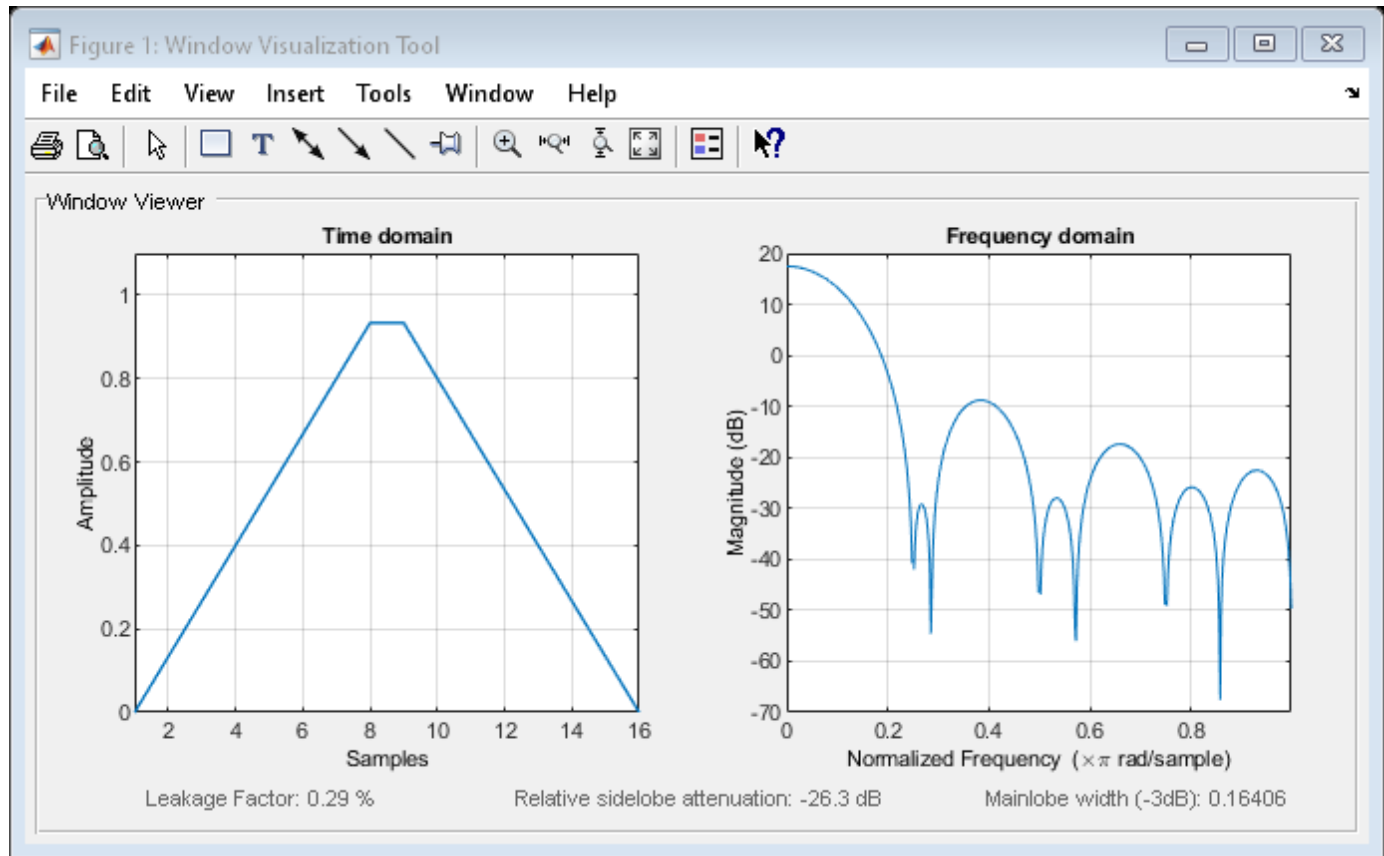 Figure 1: Window Visualization Tool
File Edit View Insert Tools Window Help
T ?
Window Viewer
Time domain
1
0.8
0.6
0.4
0.2
0
Amplitude
2 4 6 8 10 12 14 16
Samples
Frequency domain
20
10
0
-10
-20
-30
-40
-50
-60
-70
Magnitude (dB)
0 0.2 0.4 0.6 0.8
Normalized Frequency (×π rad/sample)
Leakage Factor: 0.29 % Relative sidelobe attenuation: -26.3 dB Mainlobe width (-3dB): 0.16406